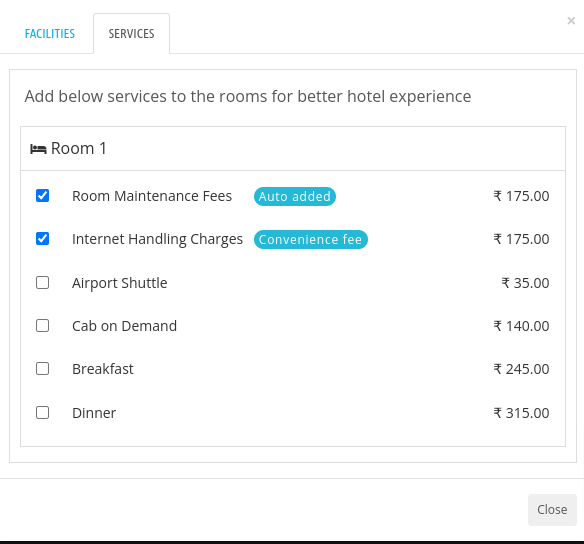 ×
FACILITIES SERVICES
Add below services to the rooms for better hotel experience
Room 1
Room Maintenance Fees Auto added ₹ 175.00
Internet Handling Charges Convenience fee ₹ 175.00
Airport Shuttle ₹ 35.00
Cab on Demand ₹ 140.00
Breakfast ₹ 245.00
Dinner ₹ 315.00
Close